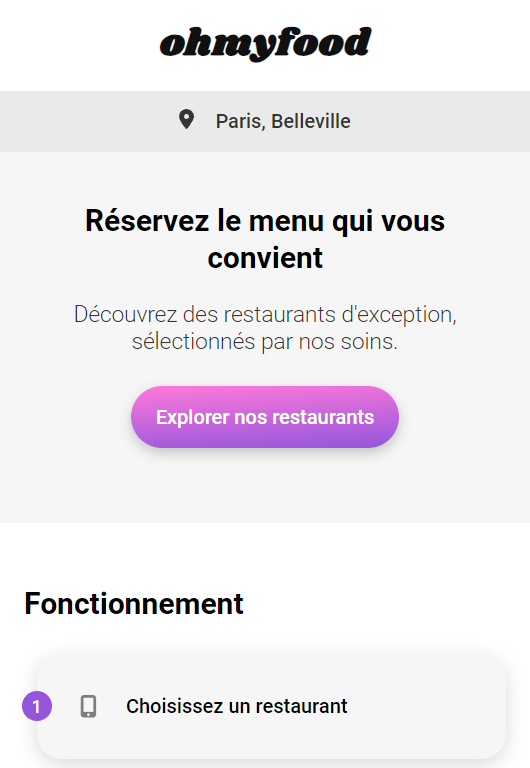 ohmyfood
Paris, Belleville
Réservez le menu qui vous
convient
Découvrez des restaurants d'exception,
sélectionnés par nos soins.
Explorer nos restaurants
Fonctionnement
1 Choisissez un restaurant